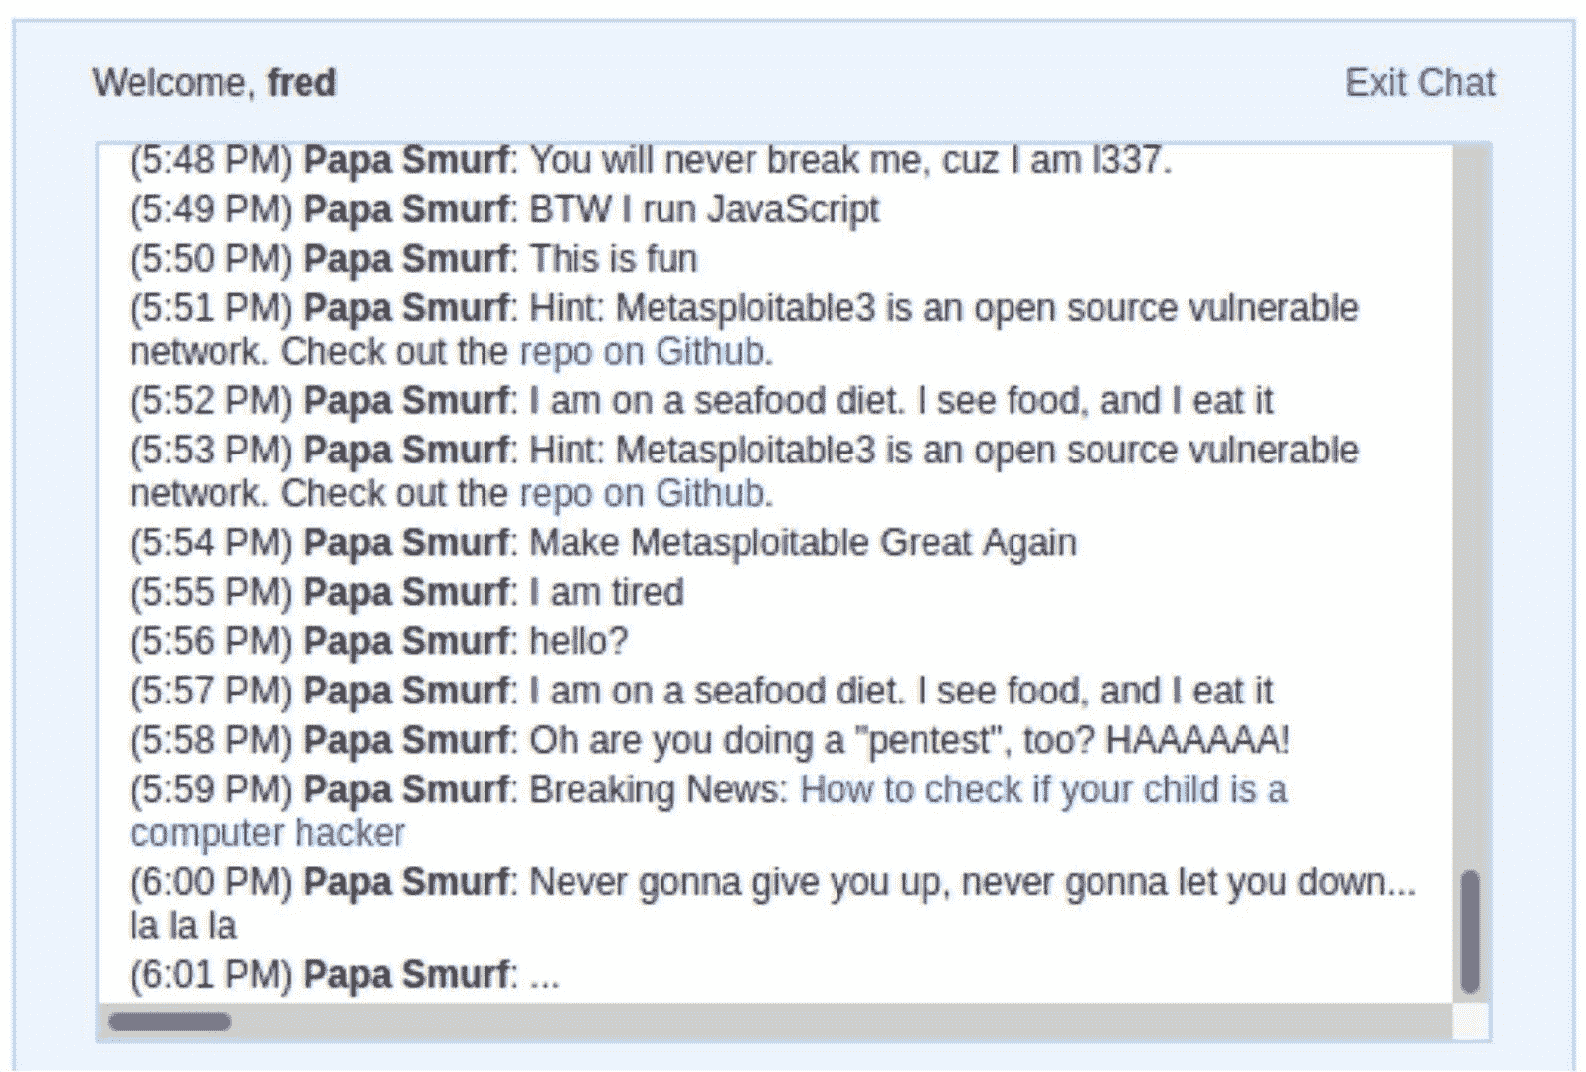 Welcome, fred
Exit Chat
(5:48 PM) Papa Smurf: You will never break me, cuz I am l337.
(5:49 PM) Papa Smurf: BTW I run JavaScript
(5:50 PM) Papa Smurf: This is fun
(5:51 PM) Papa Smurf: Hint: Metasploitable3 is an open source vulnerable
network. Check out the repo on Github.
(5:52 PM) Papa Smurf: I am on a seafood diet. I see food, and I eat it
(5:53 PM) Papa Smurf: Hint: Metasploitable3 is an open source vulnerable
network. Check out the repo on Github.
(5:54 PM) Papa Smurf: Make Metasploitable Great Again
(5:55 PM) Papa Smurf: I am tired
(5:56 PM) Papa Smurf: hello?
(5:57 PM) Papa Smurf: I am on a seafood diet. I see food, and I eat it
(5:58 PM) Papa Smurf: Oh are you doing a "pentest", too? HAAAAAA!
(5:59 PM) Papa Smurf: Breaking News: How to check if your child is a
computer hacker
(6:00 PM) Papa Smurf: Never gonna give you up, never gonna let you down...
la la la
(6:01 PM) Papa Smurf: ...